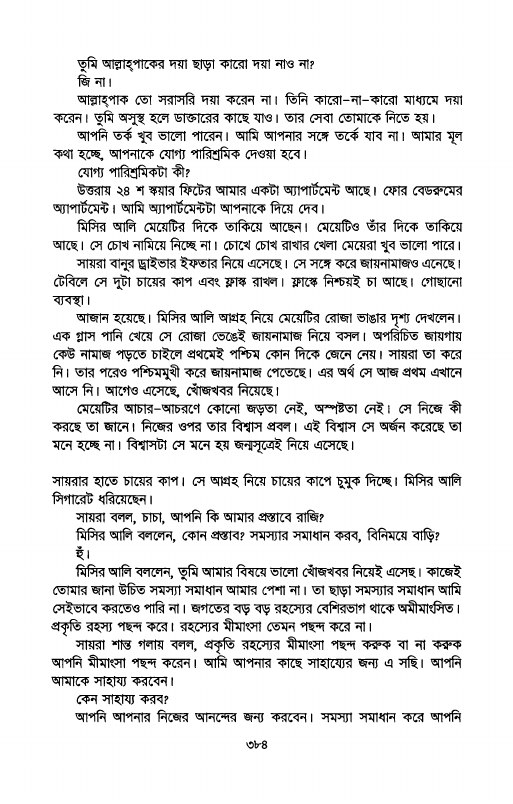 তুমি আল্লাহ্‌পাকের দয়া ছাড়া কারো দয়া নাও না?
জি না।
আল্লাহ্‌পাক তো সরাসরি দয়া করেন না। তিনি কারো-না-কারো মাধ্যমে দয়া
করেন। তুমি অসুস্থ হলে ডাক্তারের কাছে যাও। তার সেবা তোমাকে নিতে হয়।
আপনি তর্ক খুব ভালো পারেন। আমি আপনার সঙ্গে তর্কে যাব না। আমার মূল
কথা হচ্ছে, আপনাকে যোগ্য পারিশ্রমিক দেওয়া হবে।
যোগ্য পারিশ্রমিকটা কী?
উত্তরায় ২৪ শ স্কয়ার ফিটের আমার একটা অ্যাপার্টমেন্ট আছে। ফোর বেডরুমের
অ্যাপার্টমেন্ট। আমি অ্যাপার্টমেন্টটা আপনাকে দিয়ে দেব।
মিসির আলি মেয়েটির দিকে তাকিয়ে আছেন। মেয়েটিও তাঁর দিকে তাকিয়ে
আছে। সে চোখ নামিয়ে নিচ্ছে না। চোখে চোখ রাখার খেলা মেয়েরা খুব ভালো পারে।
সায়রা বানুর ড্রাইভার ইফতার নিয়ে এসেছে। সে সঙ্গে করে জায়নামাজও এনেছে।
টেবিলে সে দুটা চায়ের কাপ এবং ফ্লাস্ক রাখল। ফ্লাস্কে নিশ্চয়ই চা আছে। গোছানো
ব্যবস্থা।
আজান হয়েছে। মিসির আলি আগ্রহ নিয়ে মেয়েটির রোজা ভাঙার দৃশ্য দেখলেন।
এক গ্লাস পানি খেয়ে সে রোজা ভেঙেই জায়নামাজ নিয়ে বসল। অপরিচিত জায়গায়
কেউ নামাজ পড়তে চাইলে প্রথমেই পশ্চিম কোন দিকে জেনে নেয়। সায়রা তা করে
নি। তার পরেও পশ্চিমমুখী করে জায়নামাজ পেতেছে। এর অর্থ সে আজ প্রথম এখানে
আসে নি। আগেও এসেছে, খোঁজখবর নিয়েছে।
মেয়েটির আচার-আচরণে কোনো জড়তা নেই, অস্পষ্টতা নেই। সে নিজে কী
করছে তা জানে। নিজের ওপর তার বিশ্বাস প্রবল। এই বিশ্বাস সে অর্জন করেছে তা
মনে হচ্ছে না। বিশ্বাসটা সে মনে হয় জন্মসূত্রেই নিয়ে এসেছে।
সায়রার হাতে চায়ের কাপ। সে আগ্রহ নিয়ে চায়ের কাপে চুমুক দিচ্ছে। মিসির আলি
সিগারেট ধরিয়েছেন।
সায়রা বলল, চাচা, আপনি কি আমার প্রস্তাবে রাজি?
মিসির আলি বললেন, কোন প্রস্তাব? সমস্যার সমাধান করব, বিনিময়ে বাড়ি?
হুঁ।
মিসির আলি বললেন, তুমি আমার বিষয়ে ভালো খোঁজখবর নিয়েই এসেছ। কাজেই
তোমার জানা উচিত সমস্যা সমাধান আমার পেশা না। তা ছাড়া সমস্যার সমাধান আমি
সেইভাবে করতেও পারি না। জগতের বড় বড় রহস্যের বেশিরভাগ থাকে অমীমাংসিত।
প্রকৃতি রহস্য পছন্দ করে। রহস্যের মীমাংসা তেমন পছন্দ করে না।
সায়রা শান্ত গলায় বলল, প্রকৃতি রহস্যের মীমাংসা পছন্দ করুক বা না করুক
আপনি মীমাংসা পছন্দ করেন। আমি আপনার কাছে সাহায্যের জন্য এ সছি। আপনি
আমাকে সাহায্য করবেন।
কেন সাহায্য করব?
আপনি আপনার নিজের আনন্দের জন্য করবেন। সমস্যা সমাধান করে আপনি
৩৮৪